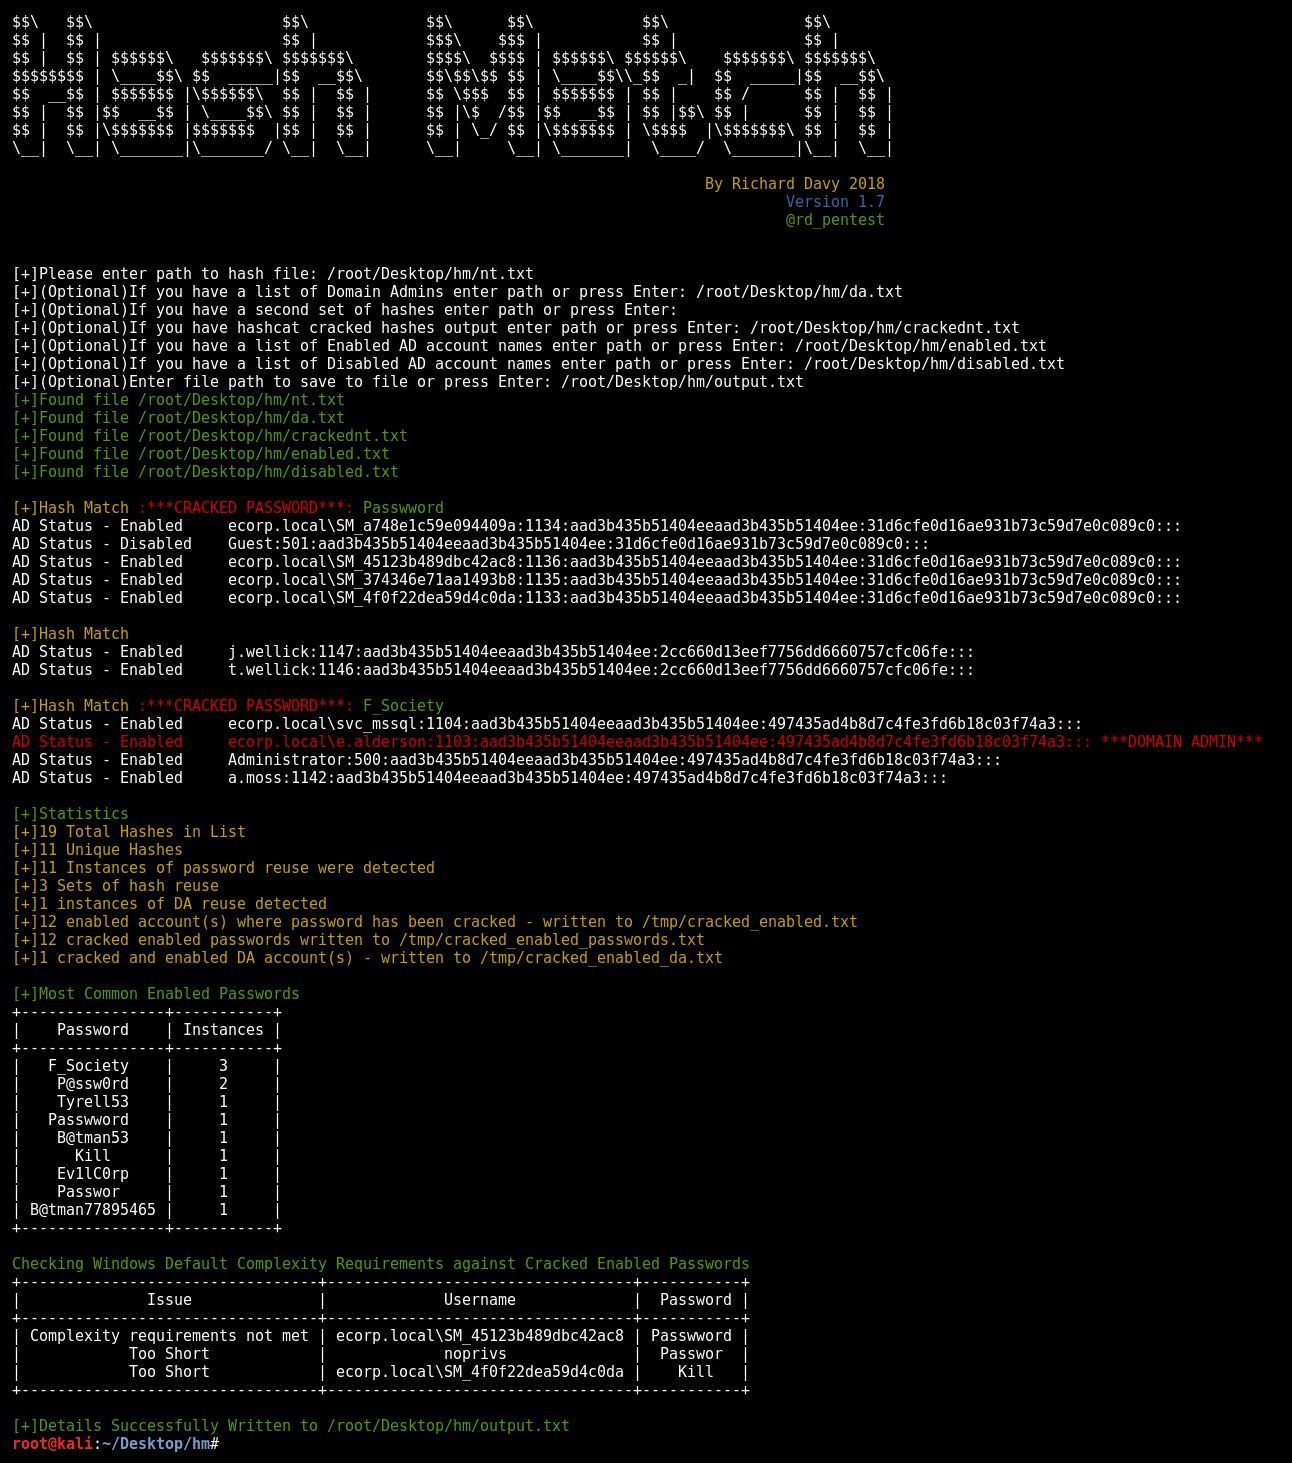 Hash Match
By Richard Davy 2018
Version 1.7
@rd_pentest
[+]Please enter path to hash file: /root/Desktop/hm/nt.txt
[+](Optional)If you have a list of Domain Admins enter path or press Enter: /root/Desktop/hm/da.txt
[+](Optional)If you have a second set of hashes enter path or press Enter:
[+](Optional)If you have hashcat cracked hashes output enter path or press Enter: /root/Desktop/hm/crackednt.txt
[+](Optional)If you have a list of Enabled AD account names enter path or press Enter: /root/Desktop/hm/enabled.txt
[+](Optional)If you have a list of Disabled AD account names enter path or press Enter: /root/Desktop/hm/disabled.txt
[+](Optional)Enter file path to save to file or press Enter: /root/Desktop/hm/output.txt
[+]Found file /root/Desktop/hm/nt.txt
[+]Found file /root/Desktop/hm/da.txt
[+]Found file /root/Desktop/hm/crackednt.txt
[+]Found file /root/Desktop/hm/enabled.txt
[+]Found file /root/Desktop/hm/disabled.txt
[+]Hash Match :***CRACKED PASSWORD***: Passwword
AD Status - Enabled     ecorp.local\SM_a748e1c59e094409a:1134:aad3b435b51404eeaad3b435b51404ee:31d6cfe0d16ae931b73c59d7e0c089c0:::
AD Status - Disabled    Guest:501:aad3b435b51404eeaad3b435b51404ee:31d6cfe0d16ae931b73c59d7e0c089c0:::
AD Status - Enabled     ecorp.local\SM_45123b489dbc42ac8:1136:aad3b435b51404eeaad3b435b51404ee:31d6cfe0d16ae931b73c59d7e0c089c0:::
AD Status - Enabled     ecorp.local\SM_374346e71aa1493b8:1135:aad3b435b51404eeaad3b435b51404ee:31d6cfe0d16ae931b73c59d7e0c089c0:::
AD Status - Enabled     ecorp.local\SM_4f0f22dea59d4c0da:1133:aad3b435b51404eeaad3b435b51404ee:31d6cfe0d16ae931b73c59d7e0c089c0:::
[+]Hash Match
AD Status - Enabled     j.wellick:1147:aad3b435b51404eeaad3b435b51404ee:2cc660d13eef7756dd6660757cfc06fe:::
AD Status - Enabled     t.wellick:1146:aad3b435b51404eeaad3b435b51404ee:2cc660d13eef7756dd6660757cfc06fe:::
[+]Hash Match :***CRACKED PASSWORD***: F_Society
AD Status - Enabled     ecorp.local\svc_mssql:1104:aad3b435b51404eeaad3b435b51404ee:497435ad4b8d7c4fe3fd6b18c03f74a3:::
AD Status - Enabled     ecorp.local\e.alderson:1103:aad3b435b51404eeaad3b435b51404ee:497435ad4b8d7c4fe3fd6b18c03f74a3::: ***DOMAIN ADMIN***
AD Status - Enabled     Administrator:500:aad3b435b51404eeaad3b435b51404ee:497435ad4b8d7c4fe3fd6b18c03f74a3:::
AD Status - Enabled     a.moss:1142:aad3b435b51404eeaad3b435b51404ee:497435ad4b8d7c4fe3fd6b18c03f74a3:::
[+]Statistics
[+]19 Total Hashes in List
[+]11 Unique Hashes
[+]11 Instances of password reuse were detected
[+]3 Sets of hash reuse
[+]1 instances of DA reuse detected
[+]12 enabled account(s) where password has been cracked - written to /tmp/cracked_enabled.txt
[+]12 cracked enabled passwords written to /tmp/cracked_enabled_passwords.txt
[+]1 cracked and enabled DA account(s) - written to /tmp/cracked_enabled_da.txt
[+]Most Common Enabled Passwords
+----------------+-----------+
|    Password    | Instances |
+----------------+-----------+
|   F_Society    |     3     |
|    P@ssw0rd    |     2     |
|    Tyrell53    |     1     |
|   Passwword    |     1     |
|    B@tman53    |     1     |
|      Kill      |     1     |
|    Ev1lC0rp    |     1     |
|    Passwor     |     1     |
| B@tman77895465 |     1     |
+----------------+-----------+
Checking Windows Default Complexity Requirements against Cracked Enabled Passwords
+---------------------------------+----------------------------------+-----------+
|              Issue              |             Username             |  Password |
+---------------------------------+----------------------------------+-----------+
| Complexity requirements not met | ecorp.local\SM_45123b489dbc42ac8 | Passwword |
|            Too Short            |             noprivs              |  Passwor  |
|            Too Short            | ecorp.local\SM_4f0f22dea59d4c0da |    Kill   |
+---------------------------------+----------------------------------+-----------+
[+]Details Successfully Written to /root/Desktop/hm/output.txt
root@kali:~/Desktop/hm#